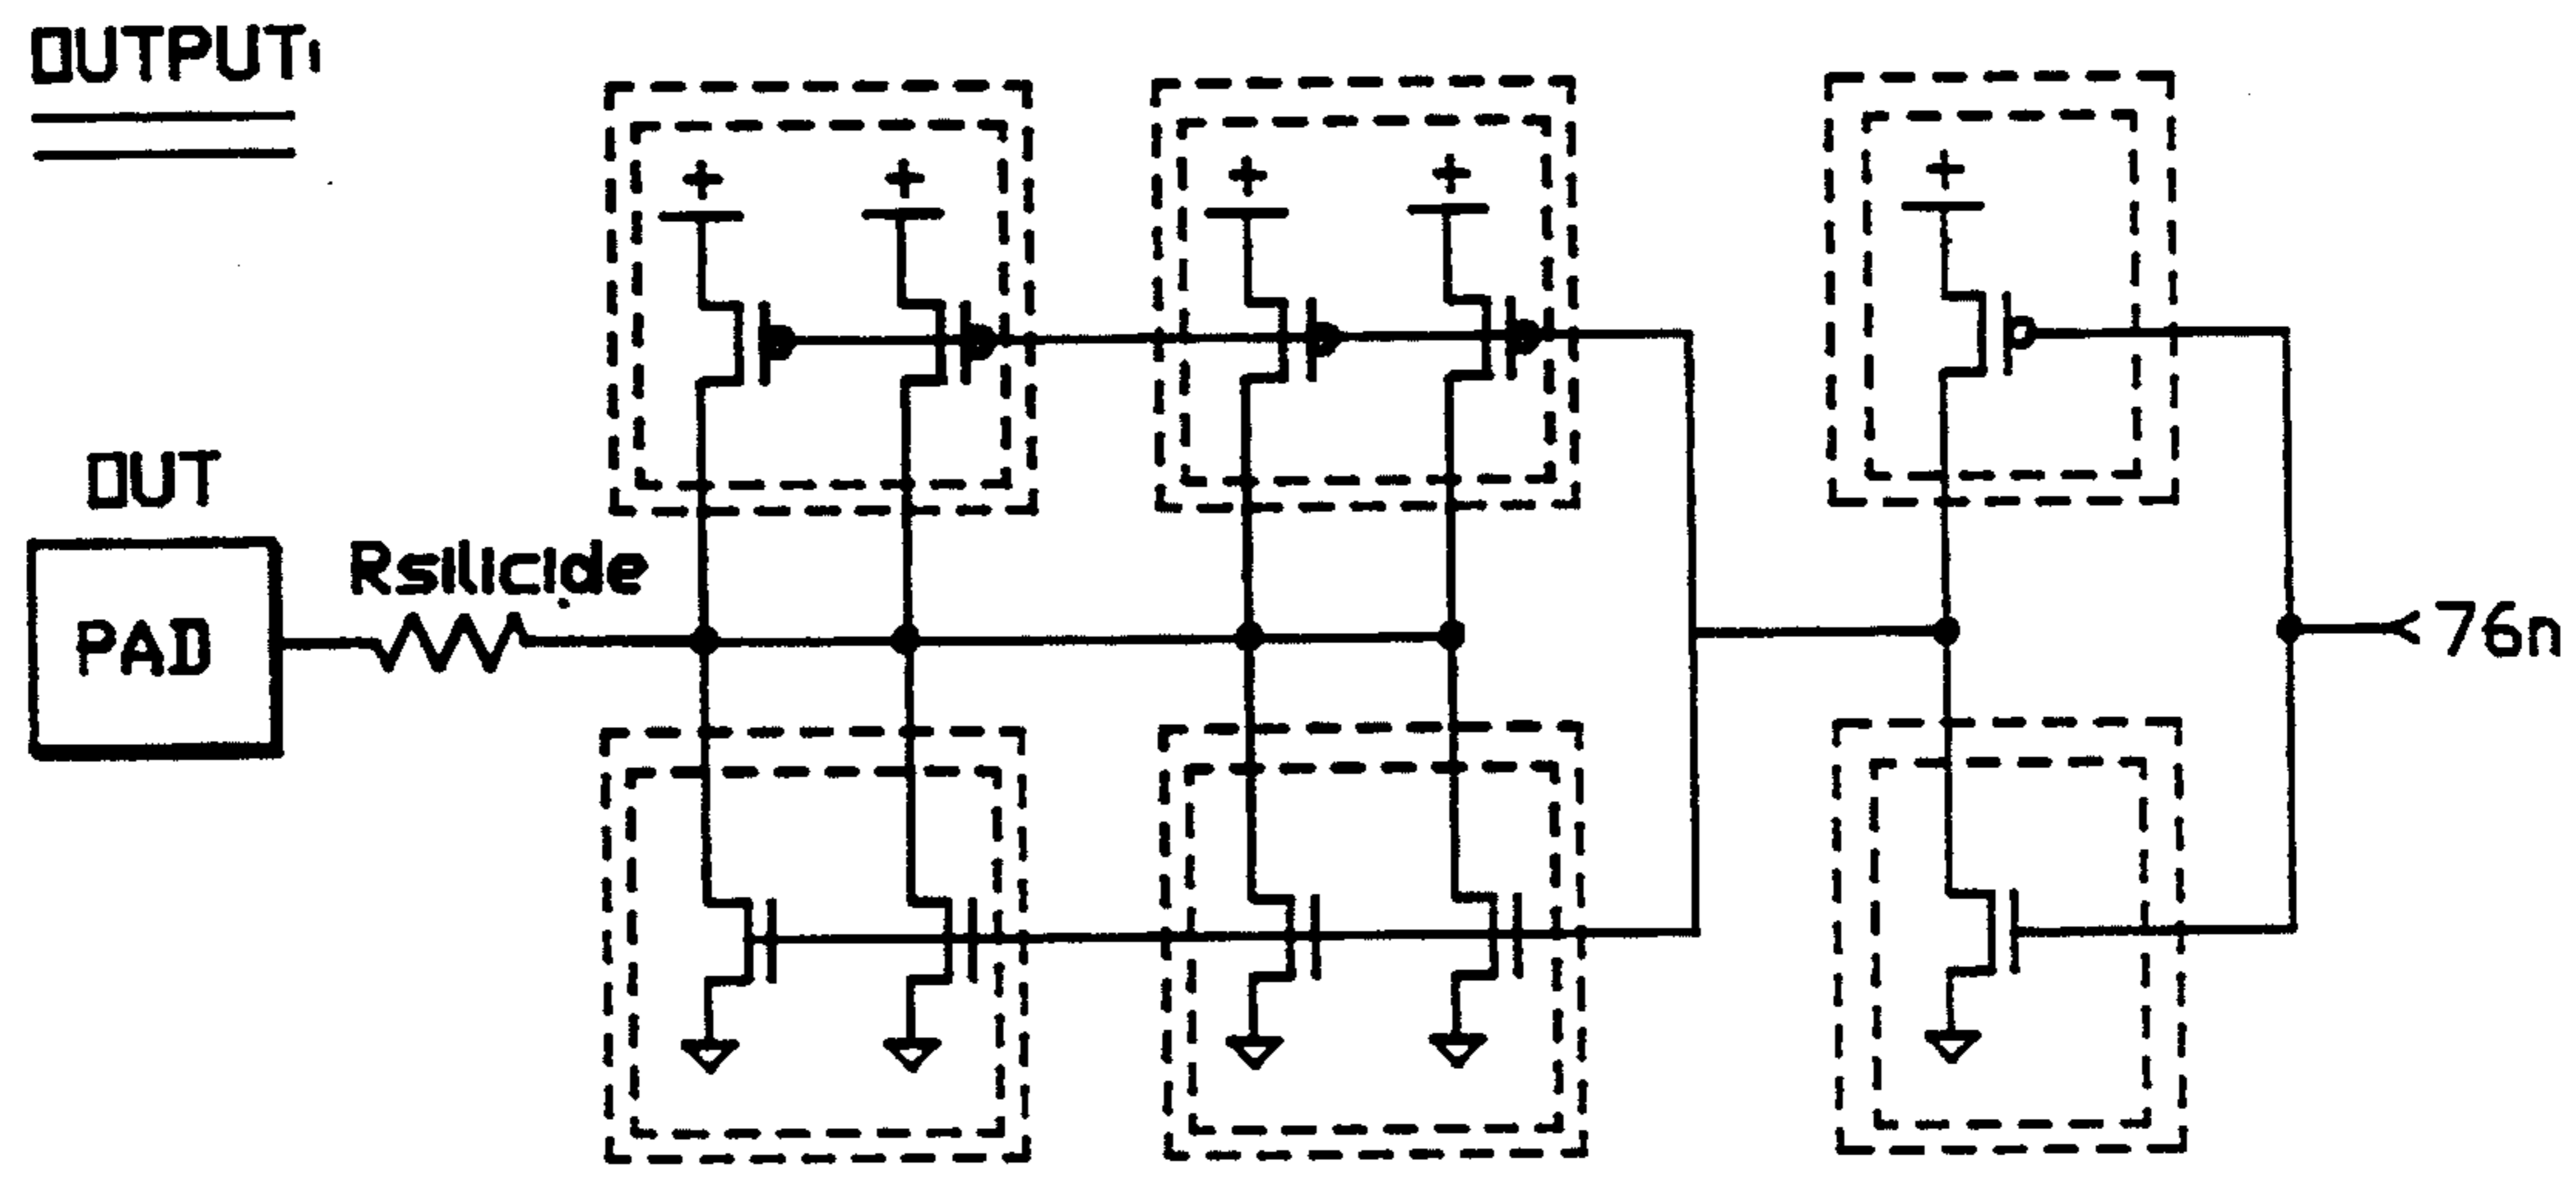 OUTPUT:
OUT
PAD
Rsilicide
+
+
+
+
+
76n